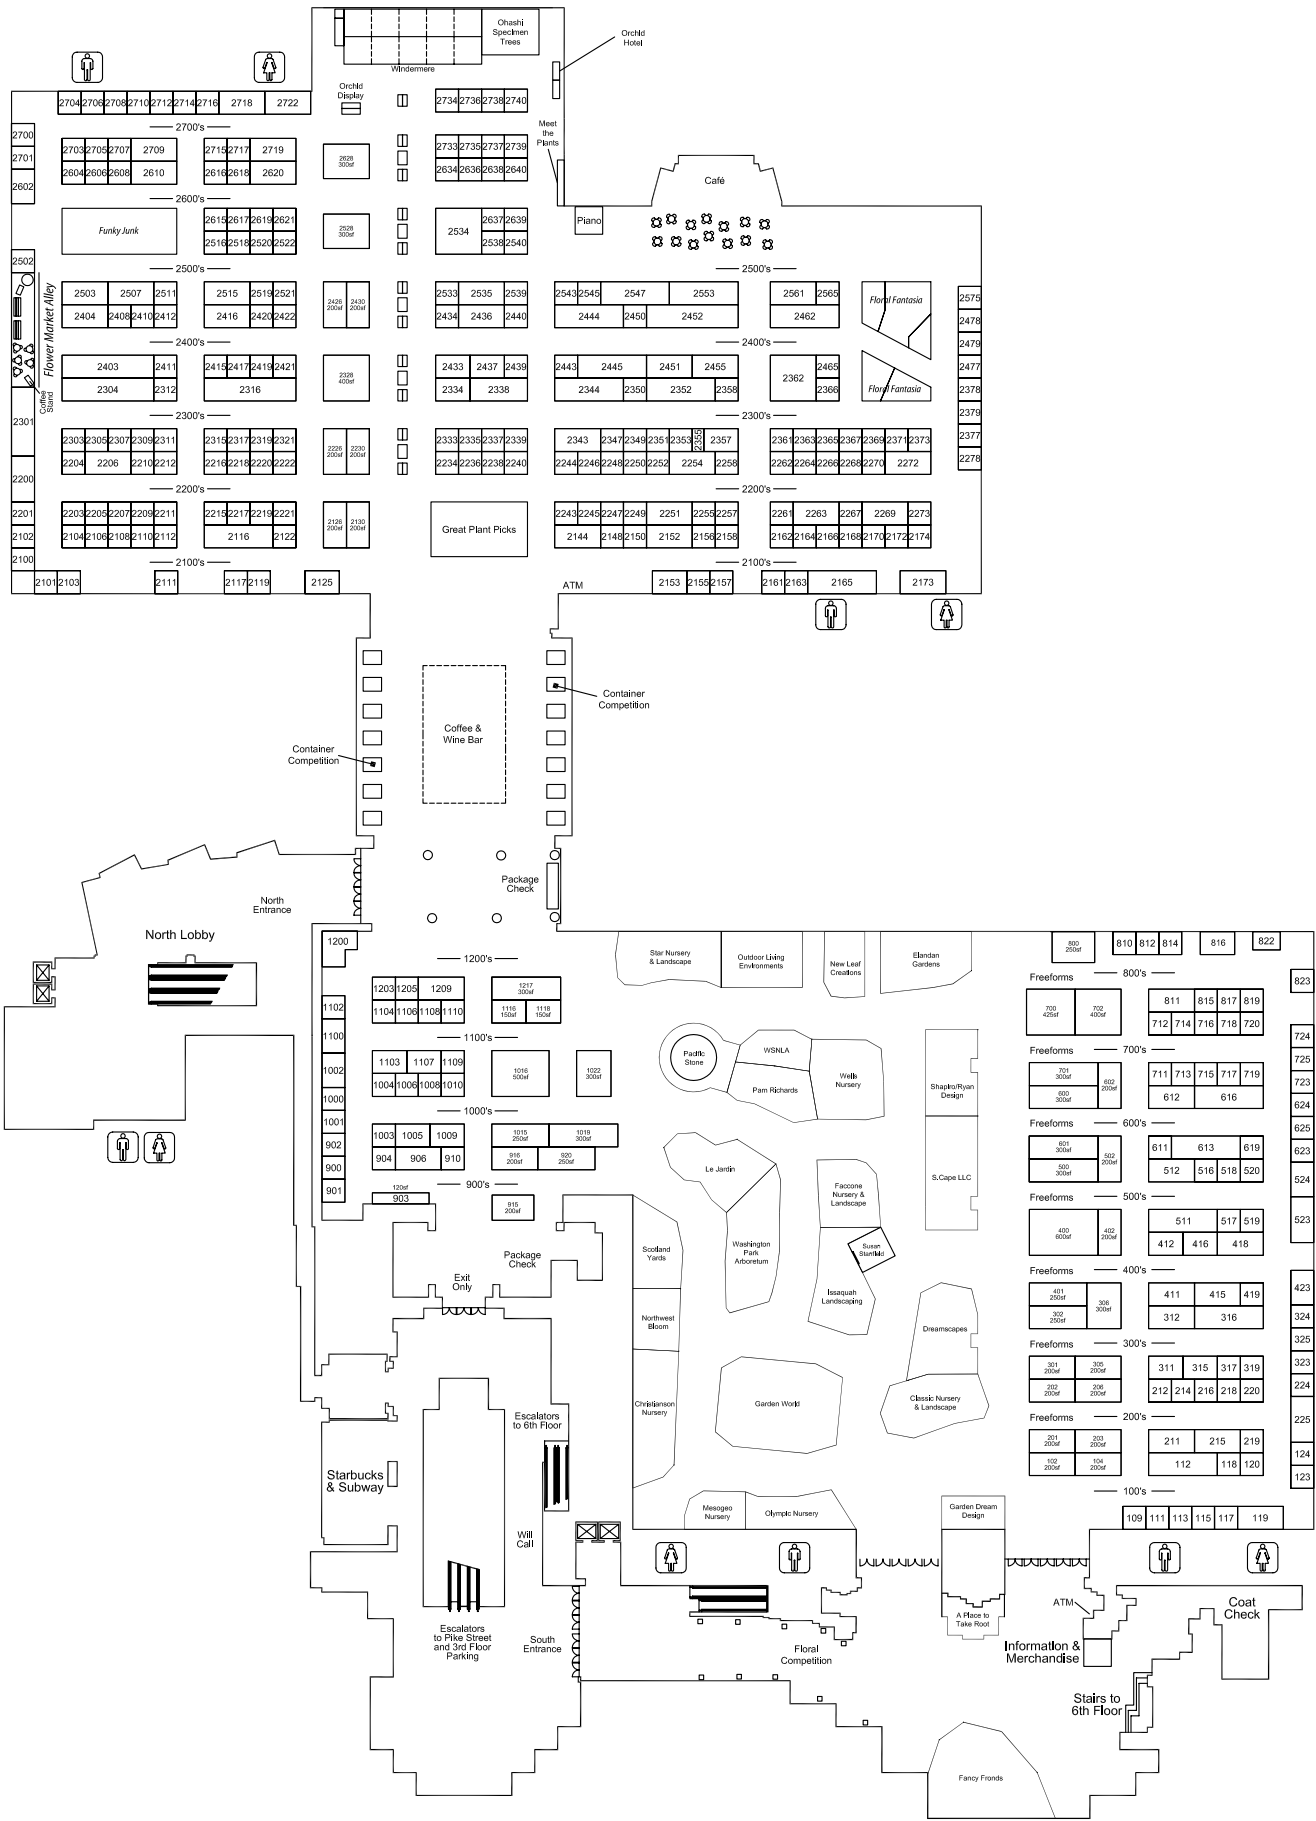 Ohashi
Specimen
Trees
Windermere
Orchid
Hotel
Orchid
Display
Meet
the
Plants
2704 2706 2708 2710 2712 2714 2716 2718 2722
2734 2736 2738 2740
2700's
2700
2701
2602
2703 2705 2707 2709 2715 2717 2719
2604 2606 2608 2610 2616 2618 2620
2628
300sf
2733 2735 2737 2739
2634 2636 2638 2640
Café
2600's
Funky Junk
2615 2617 2619 2621
2516 2518 2520 2522
2528
300sf
2534
2637 2639
2538 2540
Piano
2502
2500's
2500's
Flower Market Alley
Coffee
Stand
2503 2507 2511 2515 2519 2521
2404 2408 2410 2412 2416 2420 2422
2426
200sf
2430
200sf
2533 2535 2539
2434 2436 2440
2543 2545 2547 2553
2444 2450 2452
2561 2565
2462
Floral Fantasia
Floral Fantasia
2575
2478
2479
2477
2378
2379
2377
2278
2400's
2400's
2403 2411 2415 2417 2419 2421
2304 2312 2316
2328
400sf
2433 2437 2439
2334 2338
2443 2445 2451 2455
2344 2350 2352 2358
2362
2465
2366
2301
2300's
2300's
2303 2305 2307 2309 2311 2315 2317 2319 2321
2204 2206 2210 2212 2216 2218 2220 2222
2226
200sf
2230
200sf
2333 2335 2337 2339
2234 2236 2238 2240
2343 2347 2349 2351 2353 2355 2357
2244 2246 2248 2250 2252 2254 2258
2361 2363 2365 2367 2369 2371 2373
2262 2264 2266 2268 2270 2272
2200
2200's
2200's
2201
2102
2100
2203 2205 2207 2209 2211 2215 2217 2219 2221
2104 2106 2108 2110 2112 2116 2122
2126
200sf
2130
200sf
Great Plant Picks
2243 2245 2247 2249 2251 2255 2257
2144 2148 2150 2152 2156 2158
2261 2263 2267 2269 2273
2162 2164 2166 2168 2170 2172 2174
2100's
2100's
2101 2103 2111 2117 2119 2125
ATM
2153 2155 2157 2161 2163 2165 2173
Container
Competition
Coffee &
Wine Bar
Container
Competition
Package
Check
North
Entrance
North Lobby
1200
1200's
1203 1205 1209
1104 1106 1108 1110
1217
300sf
1116
150sf
1118
150sf
1102
1100
1002
1000
1001
902
900
901
1100's
1103 1107 1109
1004 1006 1008 1010
1016
500sf
1022
300sf
1000's
1003 1005 1009
904 906 910
1015
250sf
1019
300sf
916
200sf
920
250sf
900's
120sf
903
915
200sf
Package
Check
Exit
Only
Star Nursery
& Landscape
Outdoor Living
Environments
New Leaf
Creations
Elandan
Gardens
Pacific
Stone
WSNLA
Pam Richards
Wells
Nursery
Shapiro/Ryan
Design
Le Jardin
Faccone
Nursery &
Landscape
S.Cape LLC
Scotland
Yards
Washington
Park
Arboretum
Susan
Stanfield
Issaquah
Landscaping
Northwest
Bloom
Dreamscapes
Christianson
Nursery
Garden World
Classic Nursery
& Landscape
Mesogeo
Nursery
Olympic Nursery
Garden Dream
Design
A Place to
Take Root
800
250sf
810 812 814 816 822
823
Freeforms
800's
700
425sf
702
400sf
811 815 817 819
712 714 716 718 720
724
725
723
624
625
623
524
523
Freeforms
700's
701
300sf
600
300sf
602
200sf
711 713 715 717 719
612 616
Freeforms
600's
601
300sf
500
300sf
502
200sf
611 613 619
512 516 518 520
Freeforms
500's
400
600sf
402
200sf
511 517 519
412 416 418
Freeforms
400's
401
250sf
302
250sf
306
300sf
411 415 419
312 316
423
324
325
323
224
225
124
123
Freeforms
300's
301
200sf
305
200sf
202
200sf
206
200sf
311 315 317 319
212 214 216 218 220
Freeforms
200's
201
200sf
203
200sf
102
200sf
104
200sf
211 215 219
112 118 120
100's
109 111 113 115 117 119
Escalators
to 6th Floor
Starbucks
& Subway
Will
Call
Escalators
to Pike Street
and 3rd Floor
Parking
South
Entrance
Floral
Competition
ATM
Information &
Merchandise
Coat
Check
Stairs to
6th Floor
Fancy Fronds